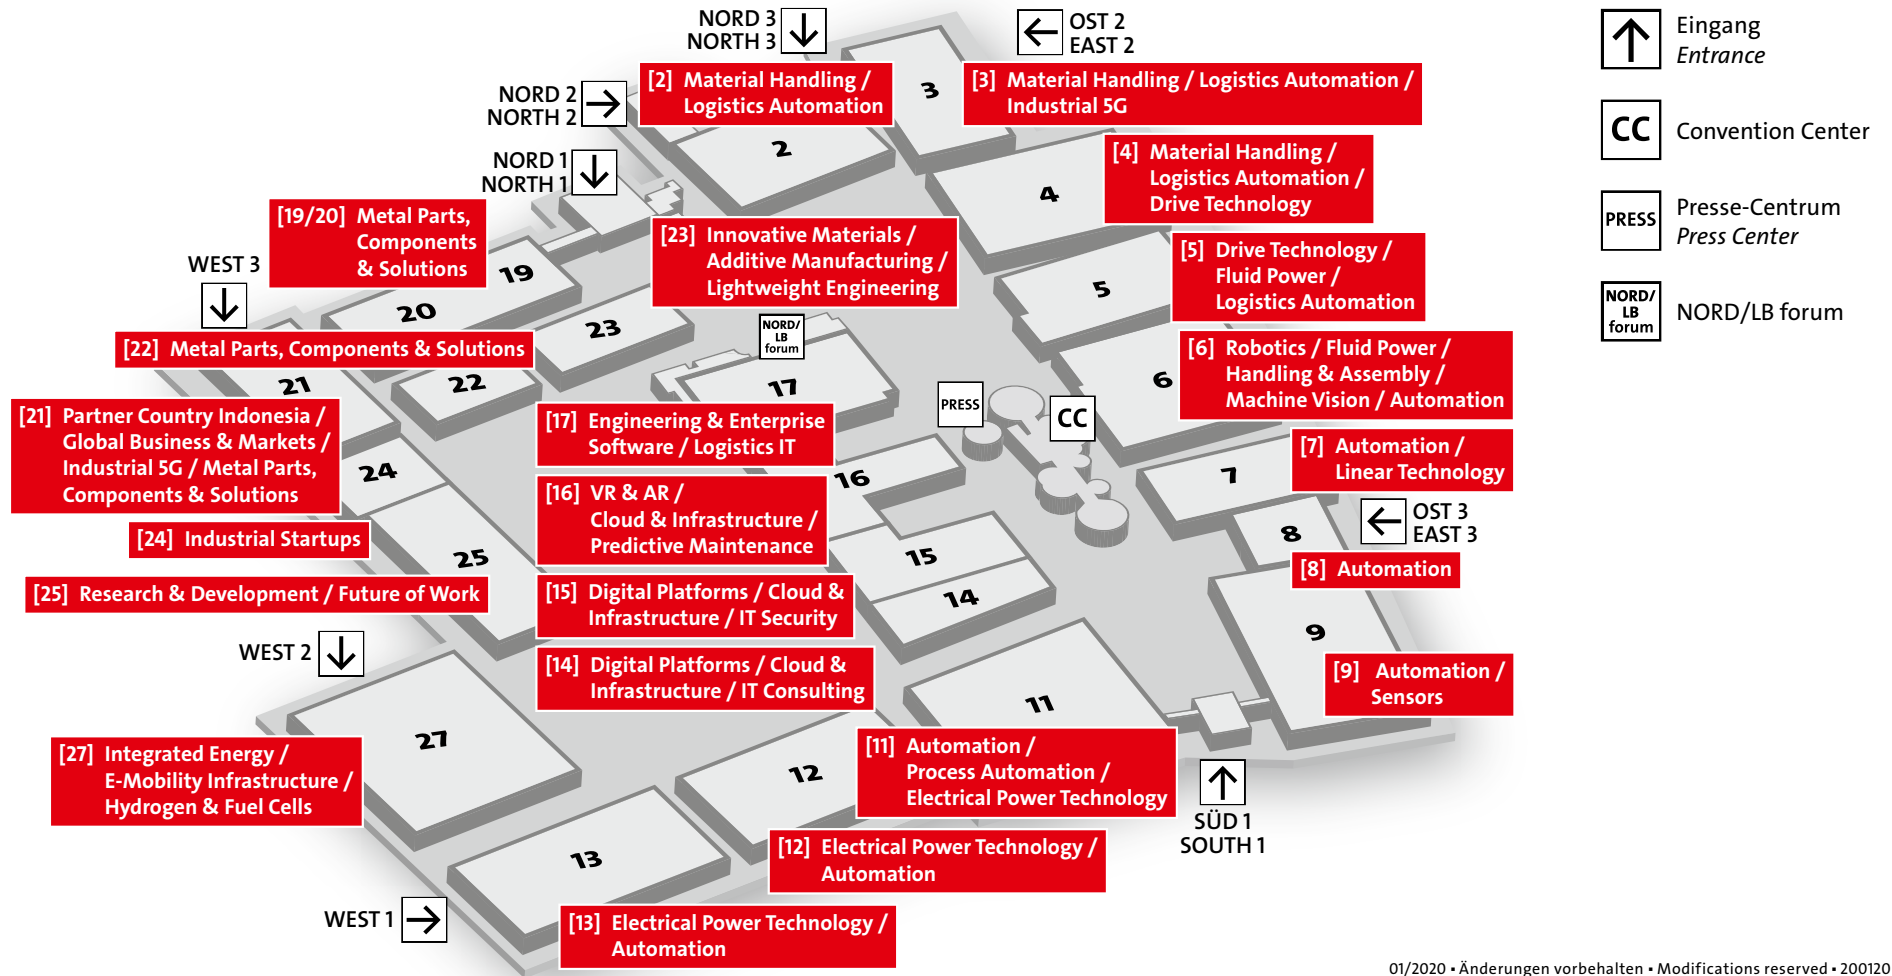 NORD 3
NORTH 3
OST 2
EAST 2
Eingang
Entrance
[2] Material Handling /
Logistics Automation
3
[3] Material Handling / Logistics Automation /
Industrial 5G
NORD 2
NORTH 2
CC
Convention Center
2
[4] Material Handling /
Logistics Automation /
Drive Technology
NORD 1
NORTH 1
4
PRESS
Presse-Centrum
Press Center
[19/20] Metal Parts,
Components
& Solutions
[23] Innovative Materials /
Additive Manufacturing /
Lightweight Engineering
[5] Drive Technology /
Fluid Power /
Logistics Automation
WEST 3
19
5
NORD/
LB
forum
NORD/LB forum
20
23
NORD/
LB
forum
[22] Metal Parts, Components & Solutions
[6] Robotics / Fluid Power /
Handling & Assembly /
Machine Vision / Automation
21
22
17
6
PRESS
CC
[21] Partner Country Indonesia /
Global Business & Markets /
Industrial 5G / Metal Parts,
Components & Solutions
[17] Engineering & Enterprise
Software / Logistics IT
[7] Automation /
Linear Technology
24
16
7
[16] VR & AR /
Cloud & Infrastructure /
Predictive Maintenance
OST 3
EAST 3
[24] Industrial Startups
8
25
15
[8] Automation
[25] Research & Development / Future of Work
[15] Digital Platforms / Cloud &
Infrastructure / IT Security
14
9
WEST 2
[14] Digital Platforms / Cloud &
Infrastructure / IT Consulting
[9] Automation /
Sensors
11
27
[27] Integrated Energy /
E-Mobility Infrastructure /
Hydrogen & Fuel Cells
12
[11] Automation /
Process Automation /
Electrical Power Technology
SÜD 1
SOUTH 1
13
[12] Electrical Power Technology /
Automation
WEST 1
[13] Electrical Power Technology /
Automation
01/2020 ▪ Änderungen vorbehalten ▪ Modifications reserved ▪ 200120